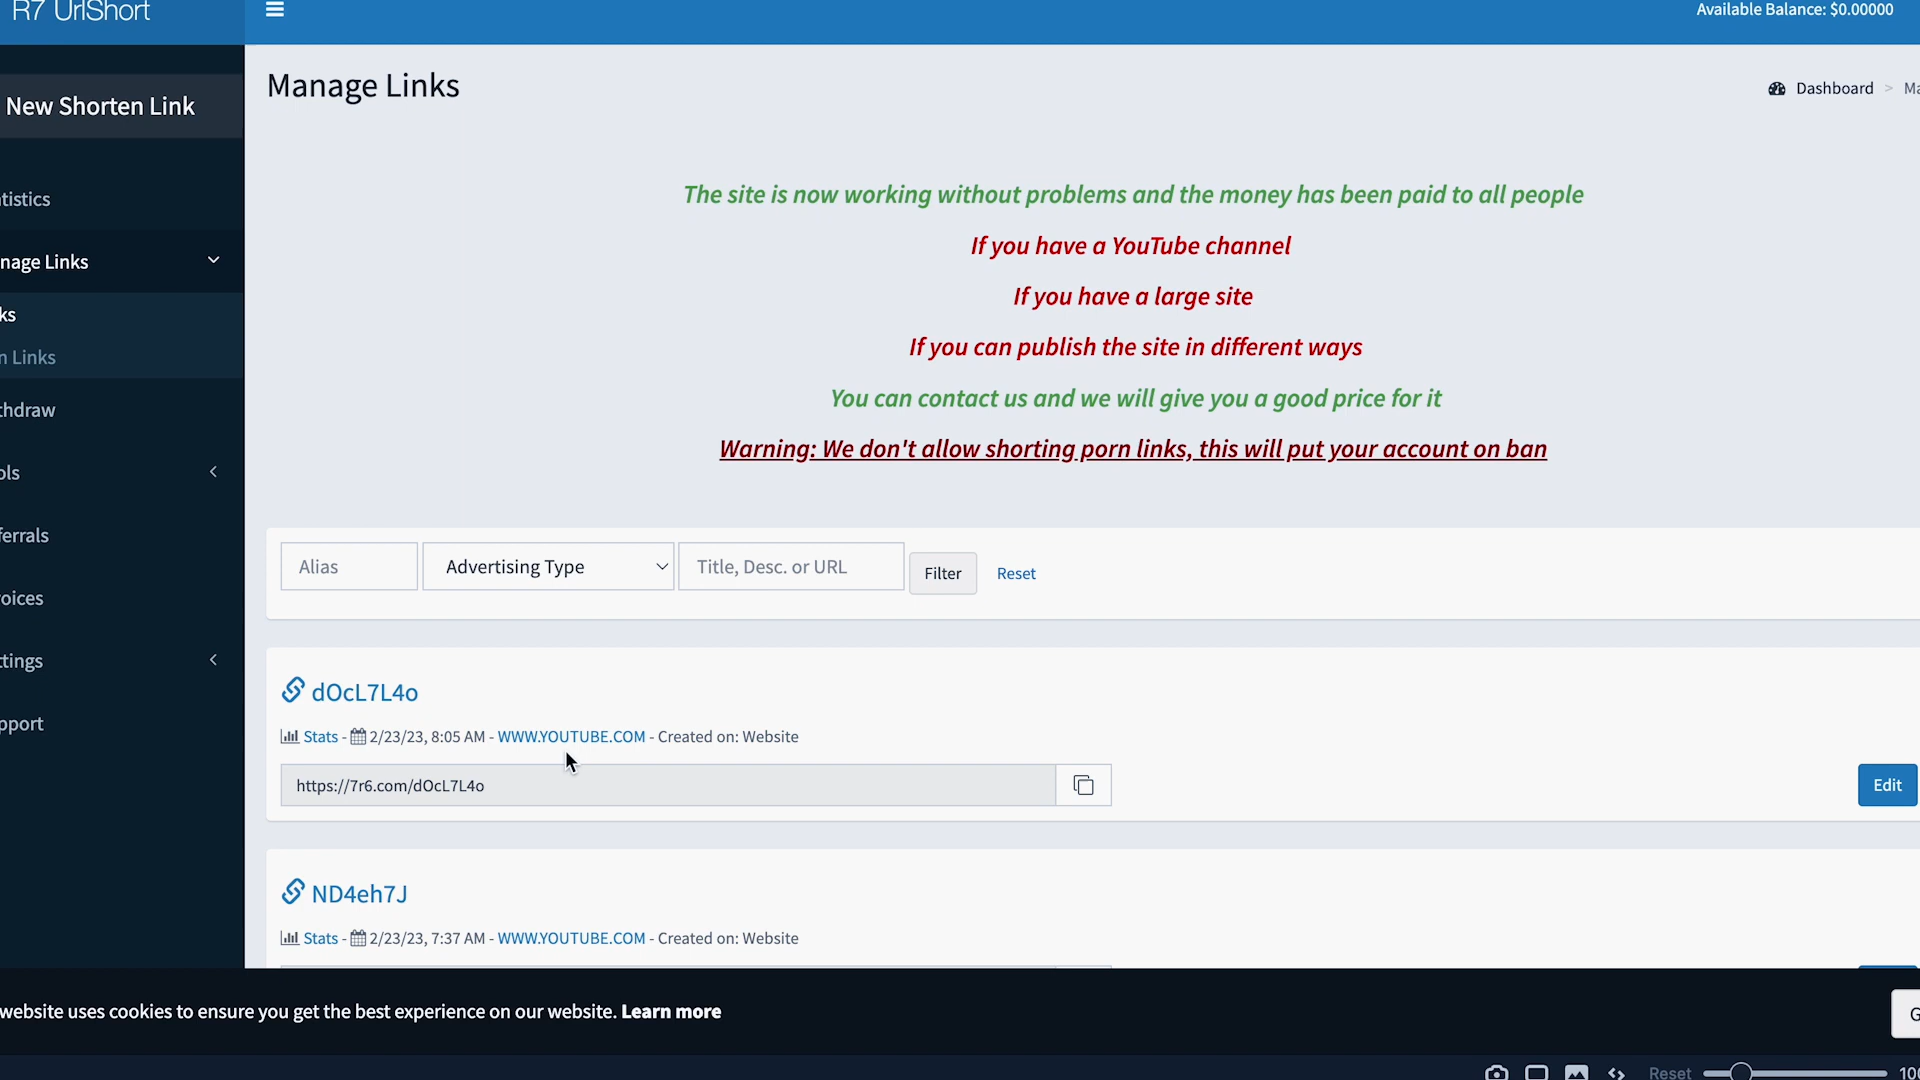 R7 UrlShort
Available Balance: $0.00000
New Shorten Link
Manage Links
Dashboard > Ma
tistics
nage Links
ks
n Links
thdraw
ols
ferrals
oices
ttings
pport
The site is now working without problems and the money has been paid to all people
If you have a YouTube channel
If you have a large site
If you can publish the site in different ways
You can contact us and we will give you a good price for it
Warning: We don't allow shorting porn links, this will put your account on ban
Alias
Advertising Type
Title, Desc. or URL
Filter
Reset
dOcL7L4o
Stats - 2/23/23, 8:05 AM - WWW.YOUTUBE.COM - Created on: Website
https://7r6.com/dOcL7L4o
Edit
ND4eh7J
Stats - 2/23/23, 7:37 AM - WWW.YOUTUBE.COM - Created on: Website
website uses cookies to ensure you get the best experience on our website. Learn more
G
Reset
100